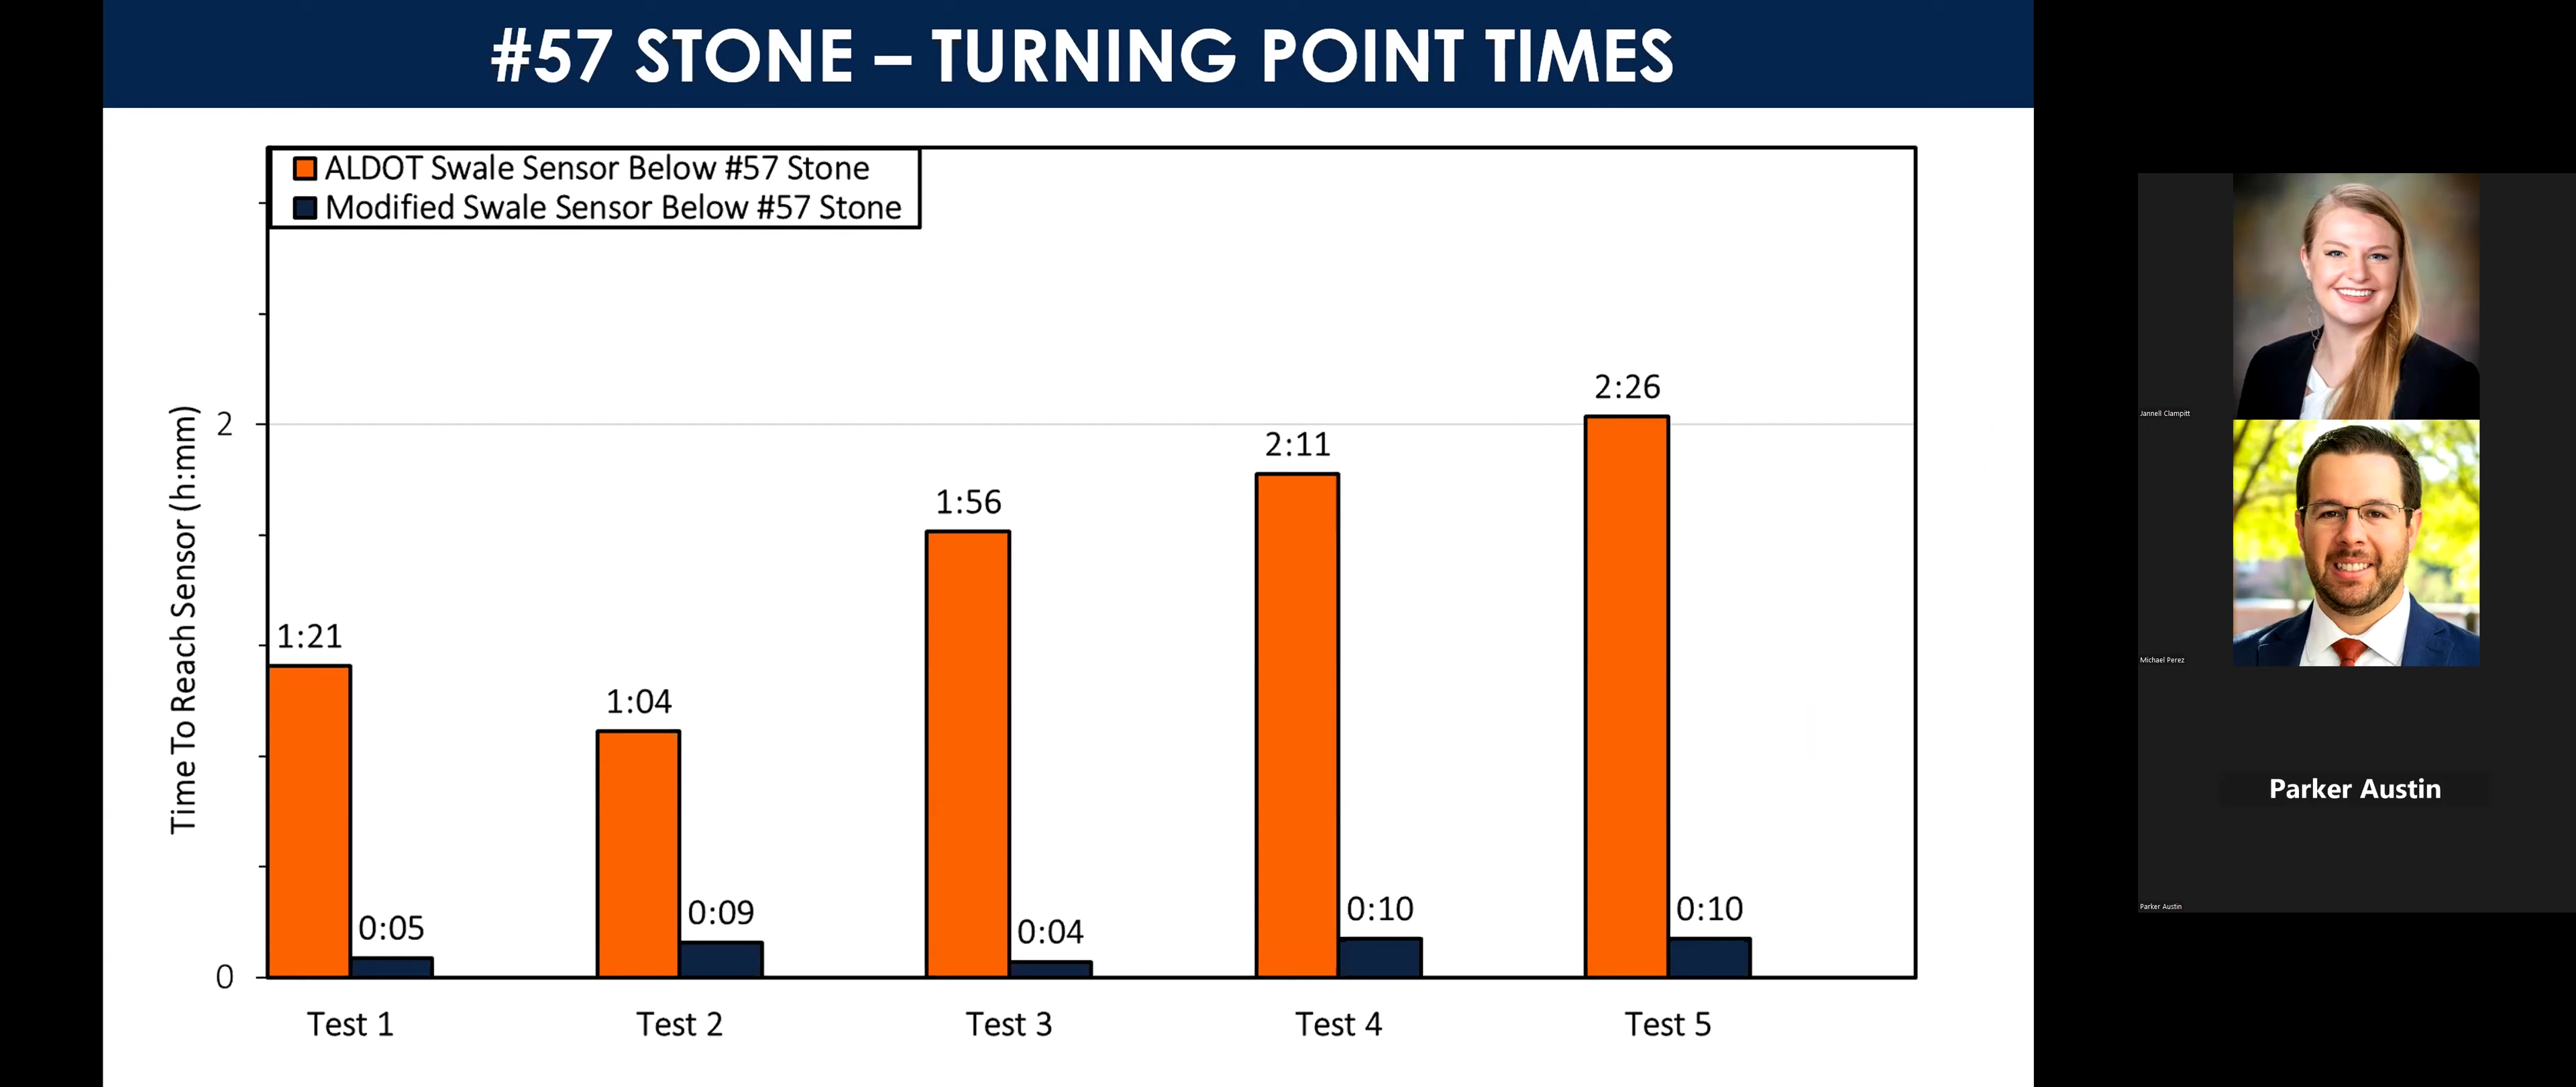 #57 STONE – TURNING POINT TIMES
ALDOT Swale Sensor Below #57 Stone
Modified Swale Sensor Below #57 Stone
Time To Reach Sensor (h:mm)
2
0
1:21
0:05
1:04
0:09
1:56
0:04
2:11
0:10
2:26
0:10
Test 1
Test 2
Test 3
Test 4
Test 5
Jannell Clampitt
Michael Perez
Parker Austin
Parker Austin